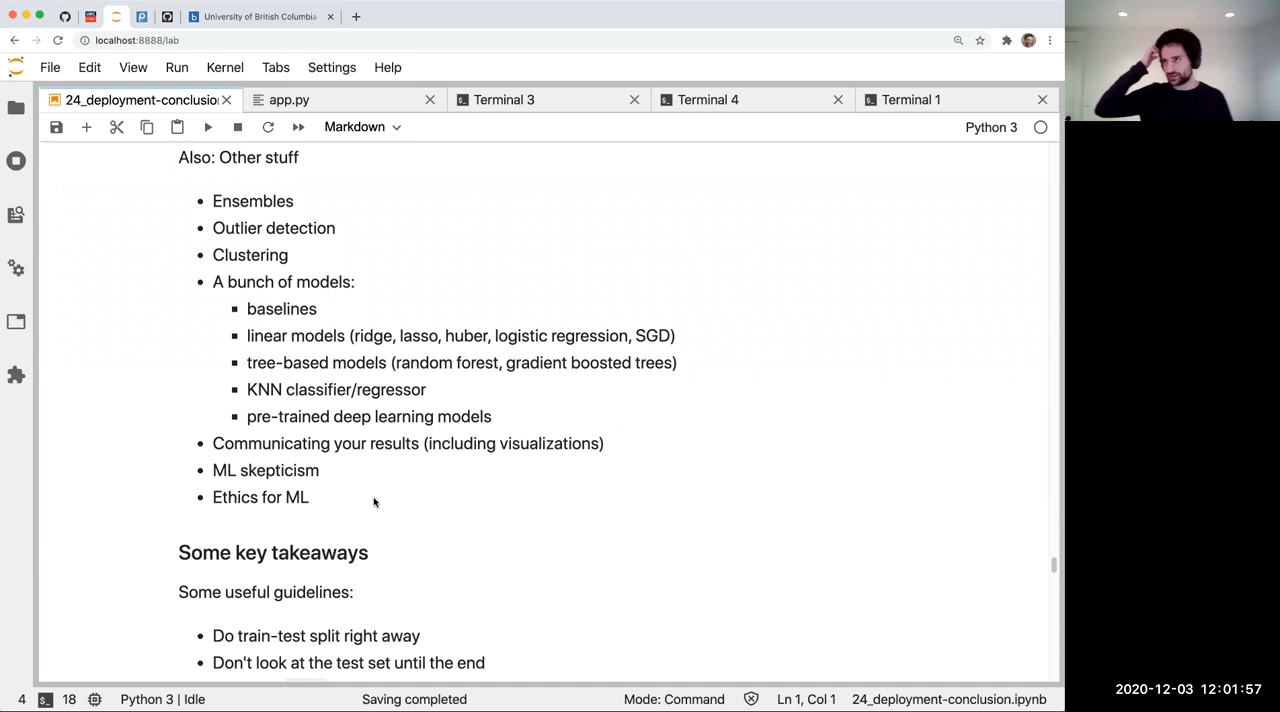 University of British Columbia
localhost:8888/lab
File Edit View Run Kernel Tabs Settings Help
24_deployment-conclusion
app.py
Terminal 3
Terminal 4
Terminal 1
Markdown
Python 3
Also: Other stuff
• Ensembles
• Outlier detection
• Clustering
• A bunch of models:
▪ baselines
▪ linear models (ridge, lasso, huber, logistic regression, SGD)
▪ tree-based models (random forest, gradient boosted trees)
▪ KNN classifier/regressor
▪ pre-trained deep learning models
• Communicating your results (including visualizations)
• ML skepticism
• Ethics for ML
Some key takeaways
Some useful guidelines:
• Do train-test split right away
• Don't look at the test set until the end
4 18 Python 3 | Idle Saving completed Mode: Command Ln 1, Col 1 24_deployment-conclusion.ipynb
2020-12-03 12:01:57